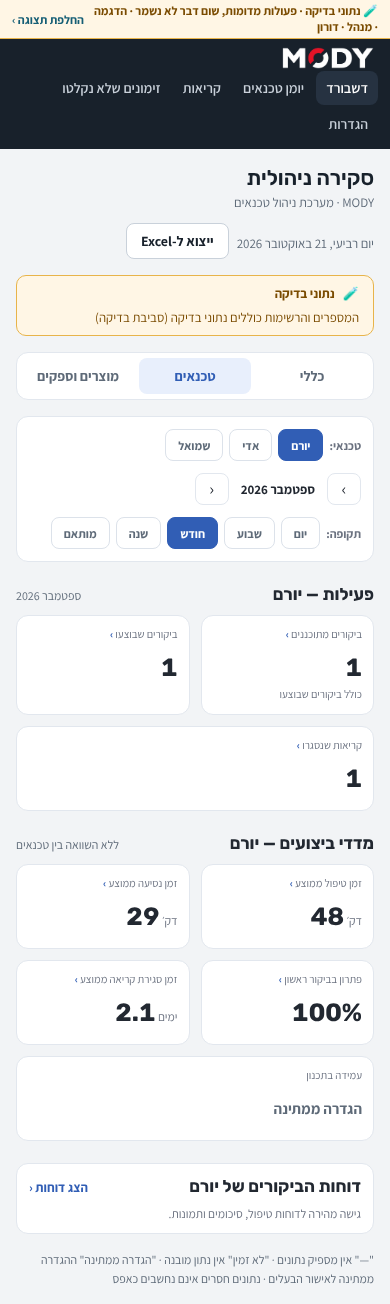 🧪 נתוני בדיקה · פעולות מדומות, שום דבר לא נשמר · הדגמה · מנהל · דורון
החלפת תצוגה ›
MODY
דשבורד
יומן טכנאים
קריאות
זימונים שלא נקלטו
הגדרות
סקירה ניהולית
MODY · מערכת ניהול טכנאים
יום רביעי, 21 באוקטובר 2026
ייצוא ל-Excel
🧪 נתוני בדיקה
המספרים והרשימות כוללים נתוני בדיקה (סביבת בדיקה)
כללי
טכנאים
מוצרים וספקים
טכנאי:
יורם
אדי
שמואל
‹ ספטמבר 2026 ›
תקופה:
יום
שבוע
חודש
שנה
מותאם
פעילות – יורם
ספטמבר 2026
ביקורים מתוכננים ›
1
כולל ביקורים שבוצעו
ביקורים שבוצעו ›
1
קריאות שנסגרו ›
1
מדדי ביצועים – יורם
ללא השוואה בין טכנאים
זמן טיפול ממוצע ›
48 דק׳
זמן נסיעה ממוצע ›
29 דק׳
פתרון בביקור ראשון ›
100%
זמן סגירת קריאה ממוצע ›
2.1 ימים
עמידה בתכנון
הגדרה ממתינה
דוחות הביקורים של יורם
הצג דוחות ›
גישה מהירה לדוחות טיפול, סיכומים ותמונות.
"—" אין מספיק נתונים · "לא זמין" אין נתון מובנה · "הגדרה ממתינה" ההגדרה
ממתינה לאישור הבעלים · נתונים חסרים אינם נחשבים כאפס